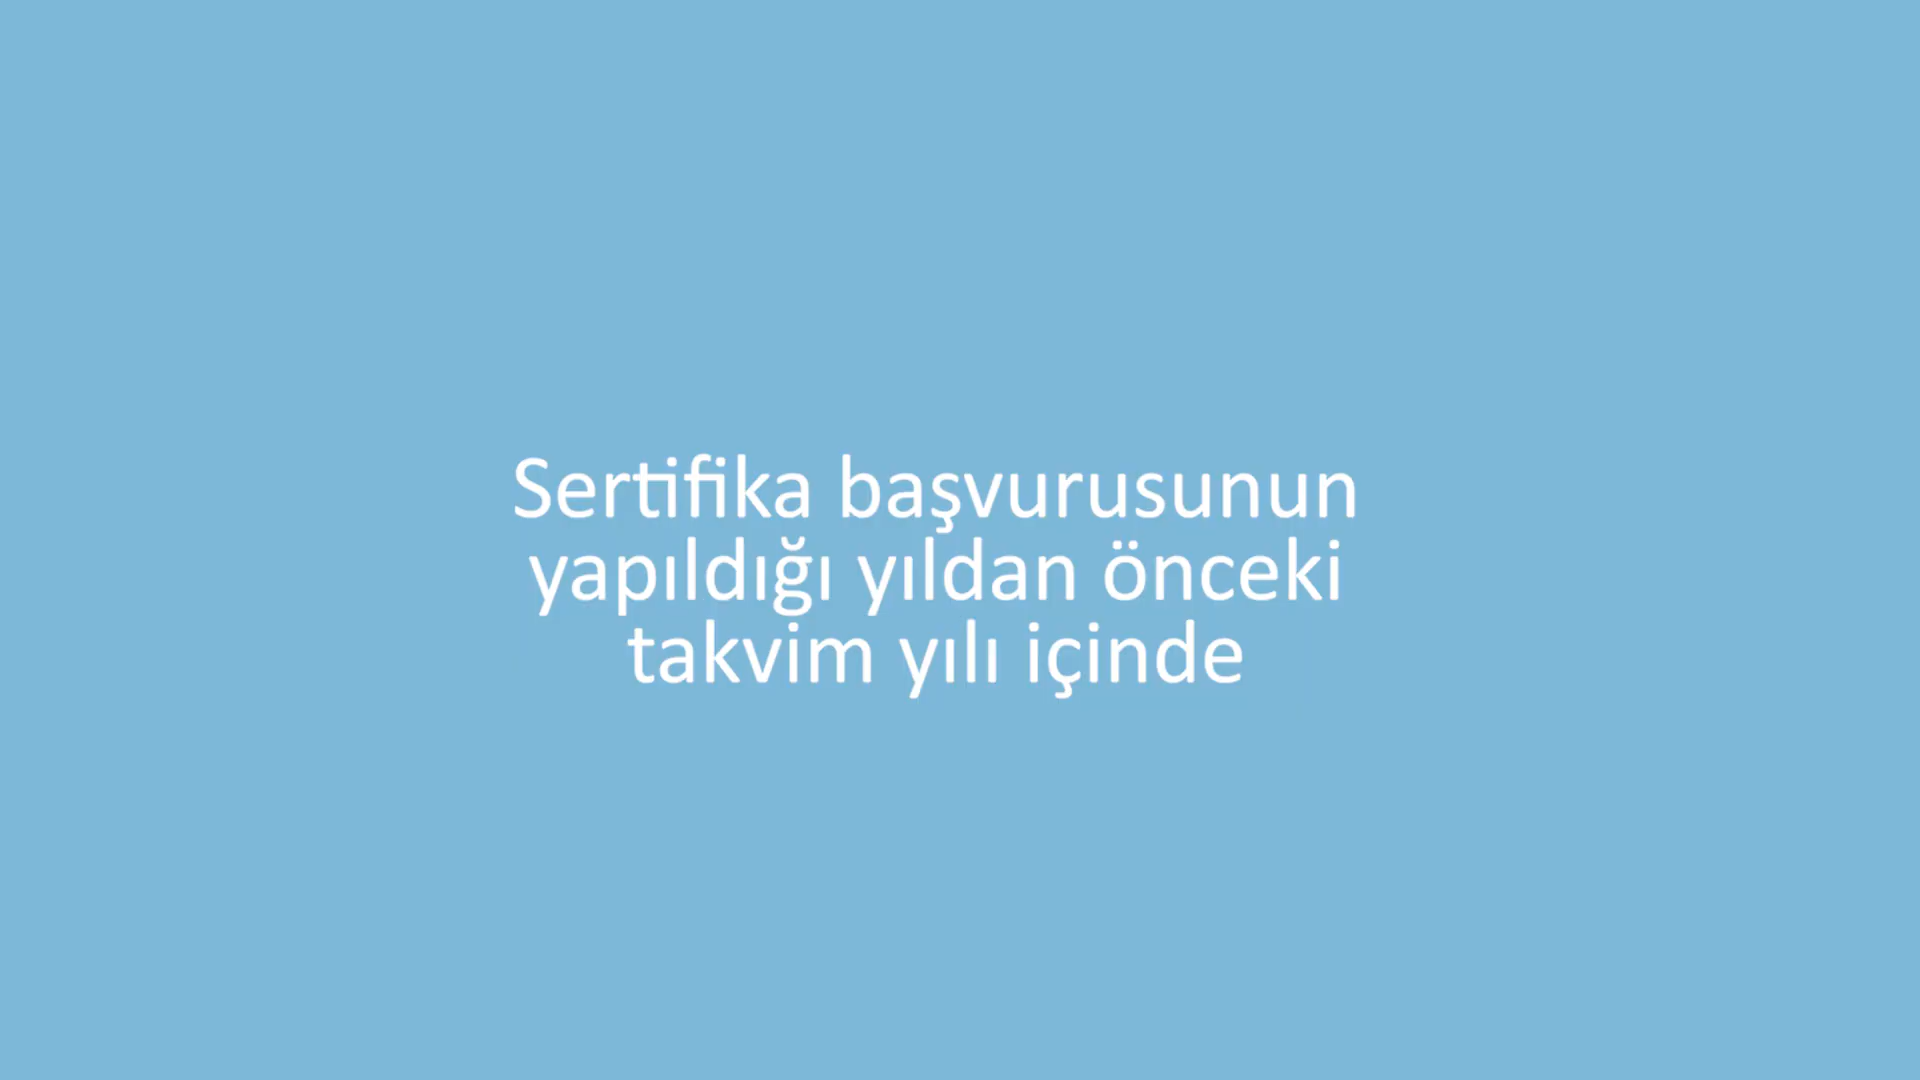 Sertifika başvurusunun
yapıldığı yıldan önceki
takvim yılı içinde